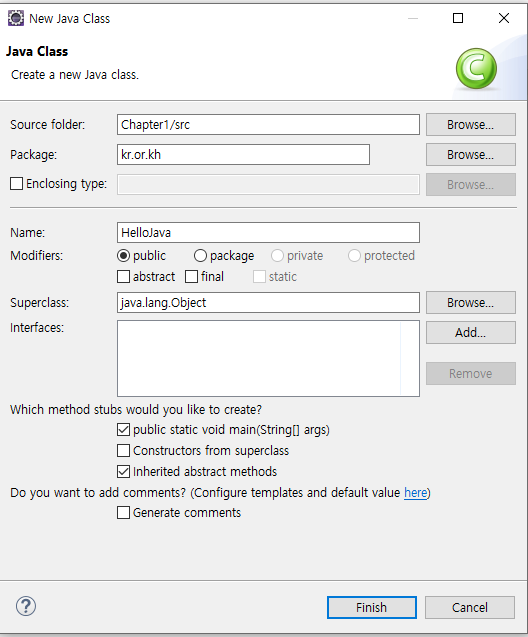 New Java Class
Java Class
Create a new Java class.
Source folder: Chapter1/src Browse...
Package: kr.or.kh Browse...
Enclosing type: Browse...
Name: HelloJava
Modifiers: public package private protected
abstract final static
Superclass: java.lang.Object Browse...
Interfaces: Add...
Remove
Which method stubs would you like to create?
public static void main(String[] args)
Constructors from superclass
Inherited abstract methods
Do you want to add comments? (Configure templates and default value here)
Generate comments
? Finish Cancel